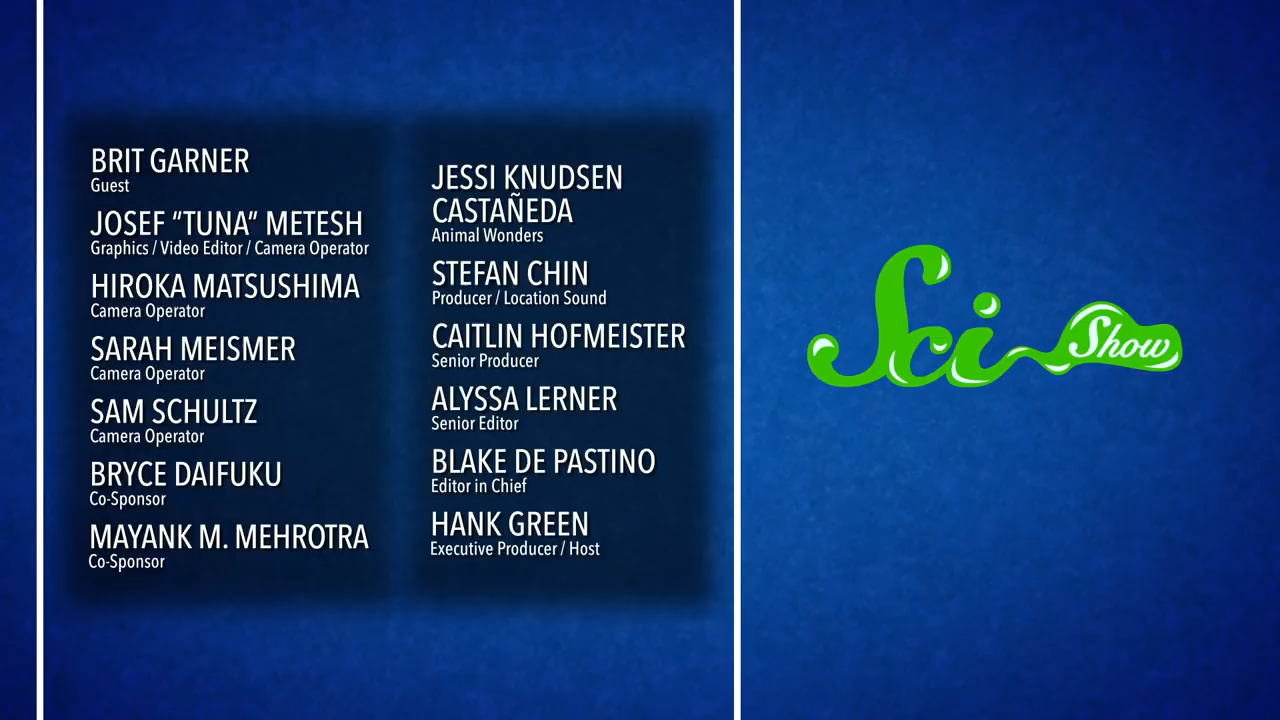 BRIT GARNER
Guest
JOSEF “TUNA” METESH
Graphics / Video Editor / Camera Operator
HIROKA MATSUSHIMA
Camera Operator
SARAH MEISMER
Camera Operator
SAM SCHULTZ
Camera Operator
BRYCE DAIFUKU
Co-Sponsor
MAYANK M. MEHROTRA
Co-Sponsor
JESSI KNUDSEN
CASTAÑEDA
Animal Wonders
STEFAN CHIN
Producer / Location Sound
CAITLIN HOFMEISTER
Senior Producer
ALYSSA LERNER
Senior Editor
BLAKE DE PASTINO
Editor in Chief
HANK GREEN
Executive Producer / Host
Sci Show